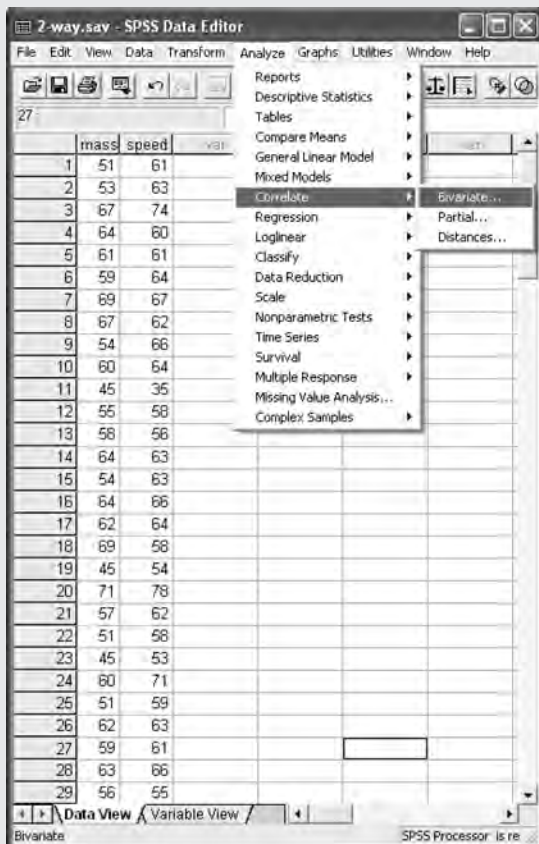 2-way.sav - SPSS Data Editor
File Edit View Data Transform Analyze Graphs Utilities Window Help
27
mass speed var var
1 51 61
2 53 63
3 67 74
4 64 60
5 61 61
6 59 64
7 69 67
8 67 62
9 54 66
10 60 64
11 45 35
12 55 58
13 58 56
14 64 63
15 54 63
16 64 66
17 62 64
18 69 58
19 45 54
20 71 78
21 57 62
22 51 58
23 45 53
24 60 71
25 51 59
26 62 63
27 59 61
28 63 66
29 56 55
Reports
Descriptive Statistics
Tables
Compare Means
General Linear Model
Mixed Models
Correlate
Regression
Loglinear
Classify
Data Reduction
Scale
Nonparametric Tests
Time Series
Survival
Multiple Response
Missing Value Analysis...
Complex Samples
Bivariate...
Partial...
Distances...
Data View Variable View
Bivariate SPSS Processor is re